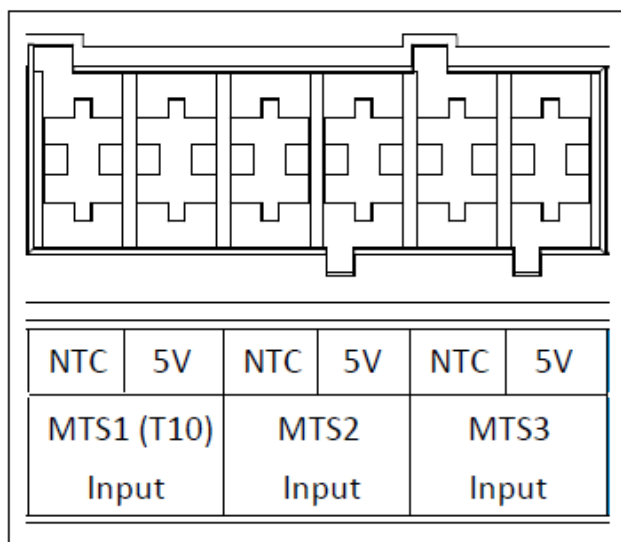 NTC 5V NTC 5V NTC 5V
MTS1 (T10) MTS2 MTS3
Input Input Input